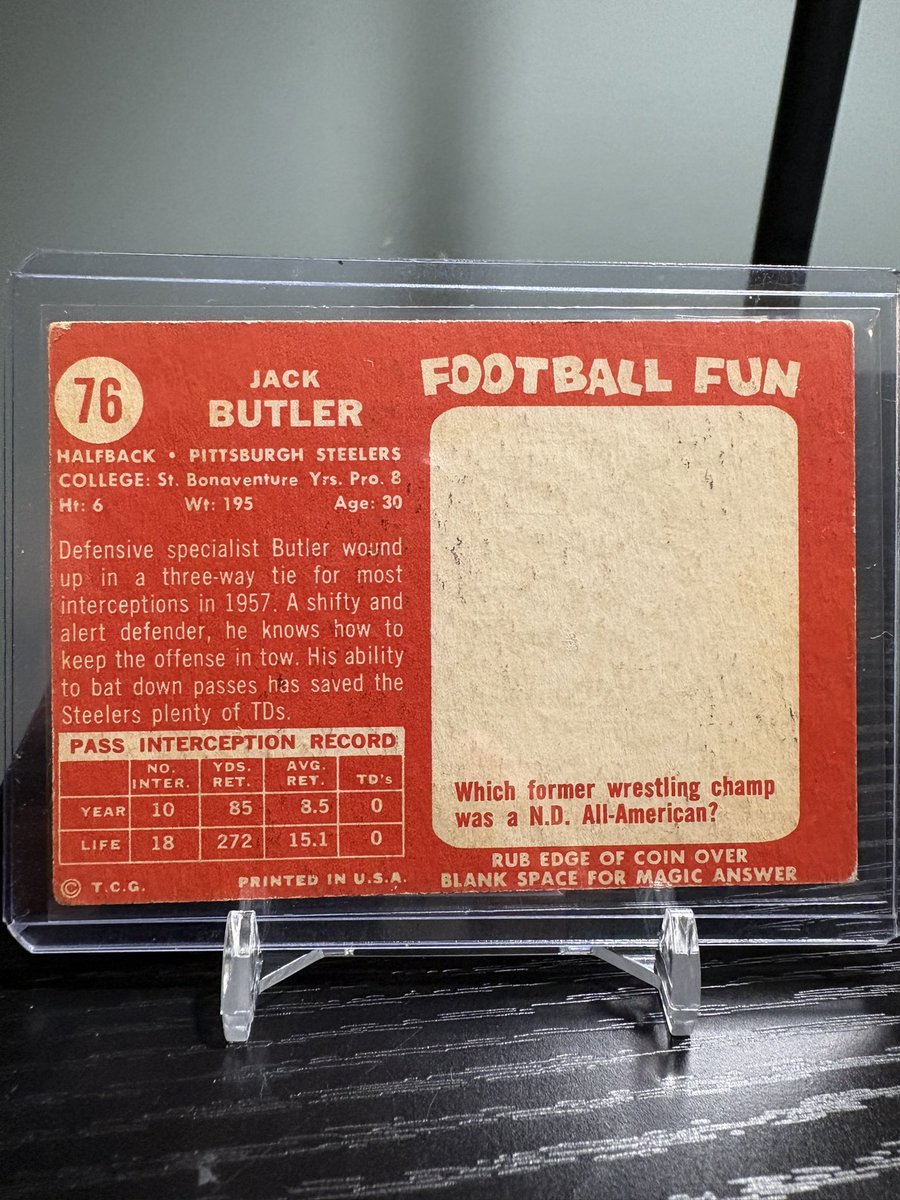 76
JACK
BUTLER
HALFBACK • PITTSBURGH STEELERS
COLLEGE: St. Bonaventure Yrs. Pro. 8
Ht: 6 Wt: 195 Age: 30
Defensive specialist Butler wound
up in a three-way tie for most
interceptions in 1957. A shifty and
alert defender, he knows how to
keep the offense in tow. His ability
to bat down passes has saved the
Steelers plenty of TDs.
PASS INTERCEPTION RECORD
NO. INTER. YDS. RET. AVG. RET. TD's
YEAR 10 85 8.5 0
LIFE 18 272 15.1 0
© T.C.G. PRINTED IN U.S.A.
FOOTBALL FUN
Which former wrestling champ
was a N.D. All-American?
RUB EDGE OF COIN OVER
BLANK SPACE FOR MAGIC ANSWER